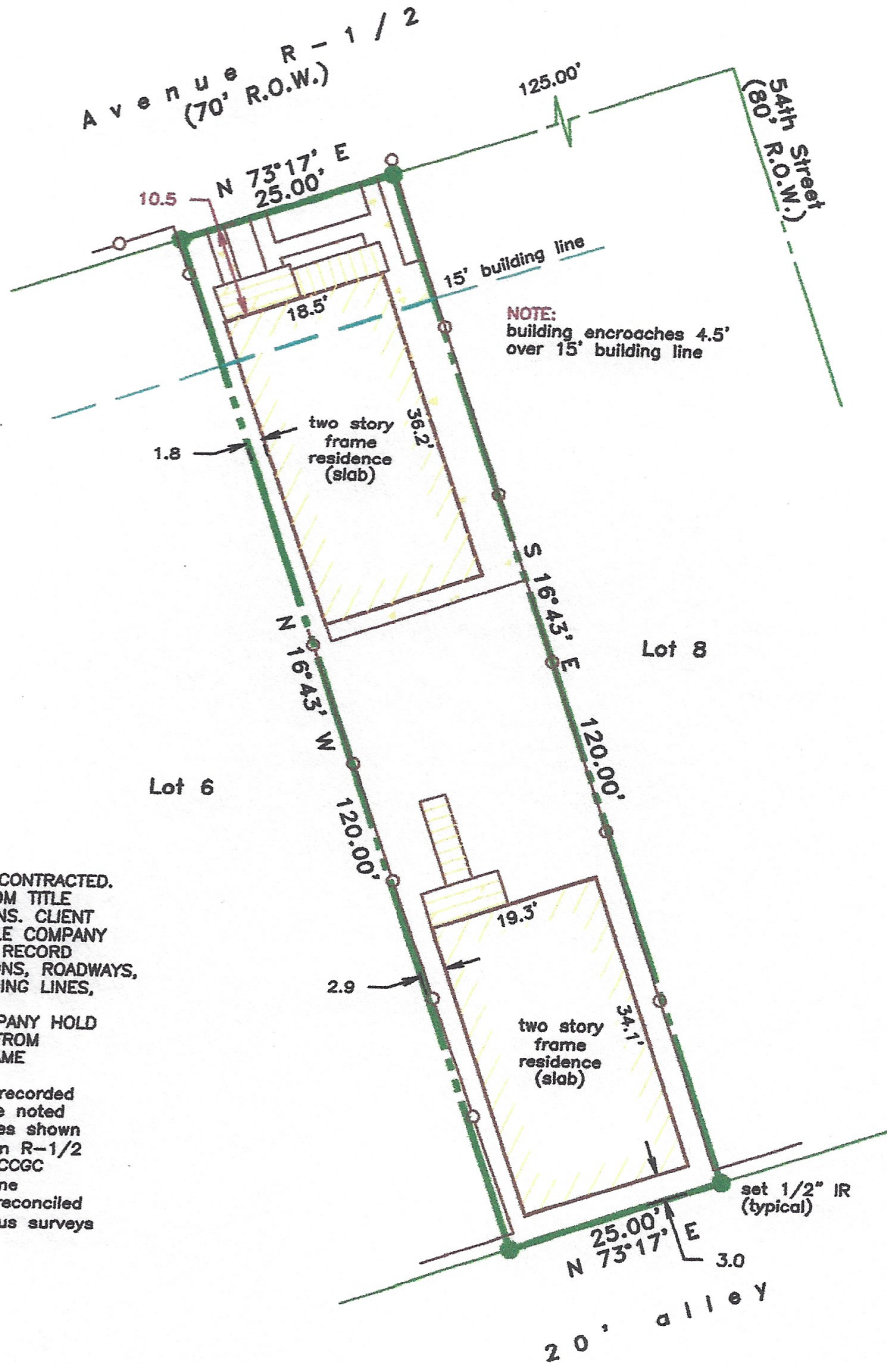 Avenue R-1/2
(70' R.O.W.)
125.00'
54th Street
(80' R.O.W.)
N 73°17' E
25.00'
10.5
15' building line
18.5'
NOTE:
building encroaches 4.5'
over 15' building line
36.2'
two story
frame
residence
(slab)
1.8
S 16°43' E
120.00'
N 16°43' W
120.00'
Lot 8
Lot 6
CONTRACTED.
OM TITLE
NS. CLIENT
LE COMPANY
RECORD
ONS, ROADWAYS,
ING LINES,
PANY HOLD
FROM
AME
recorded
e noted
es shown
n R-1/2
CCGC
ne
reconciled
us surveys
19.3'
2.9
34.1'
two story
frame
residence
(slab)
set 1/2" IR
(typical)
25.00'
N 73°17' E
3.0
20' alley